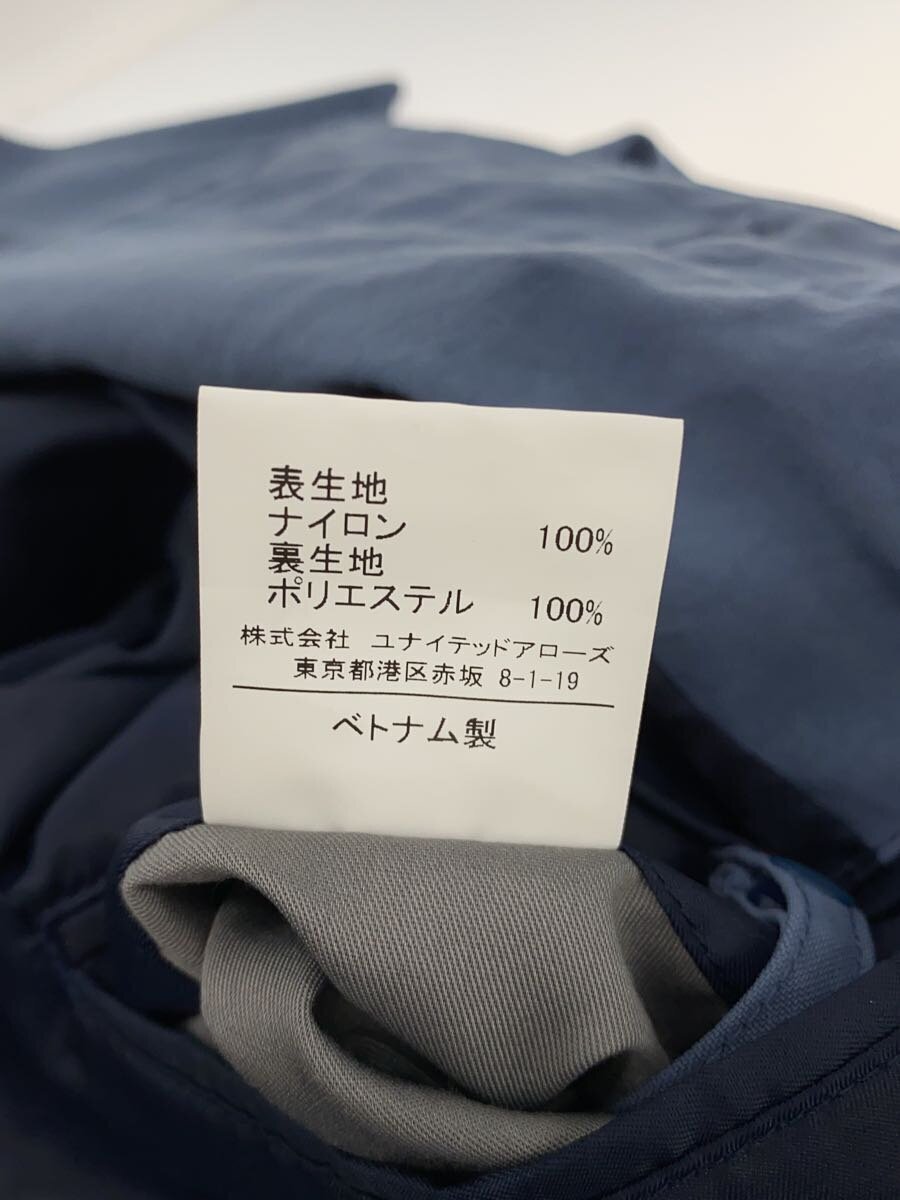 表生地
ナイロン 100%
裏生地
ポリエステル 100%
株式会社 ユナイテッドアローズ
東京都港区赤坂 8-1-19
ベトナム製